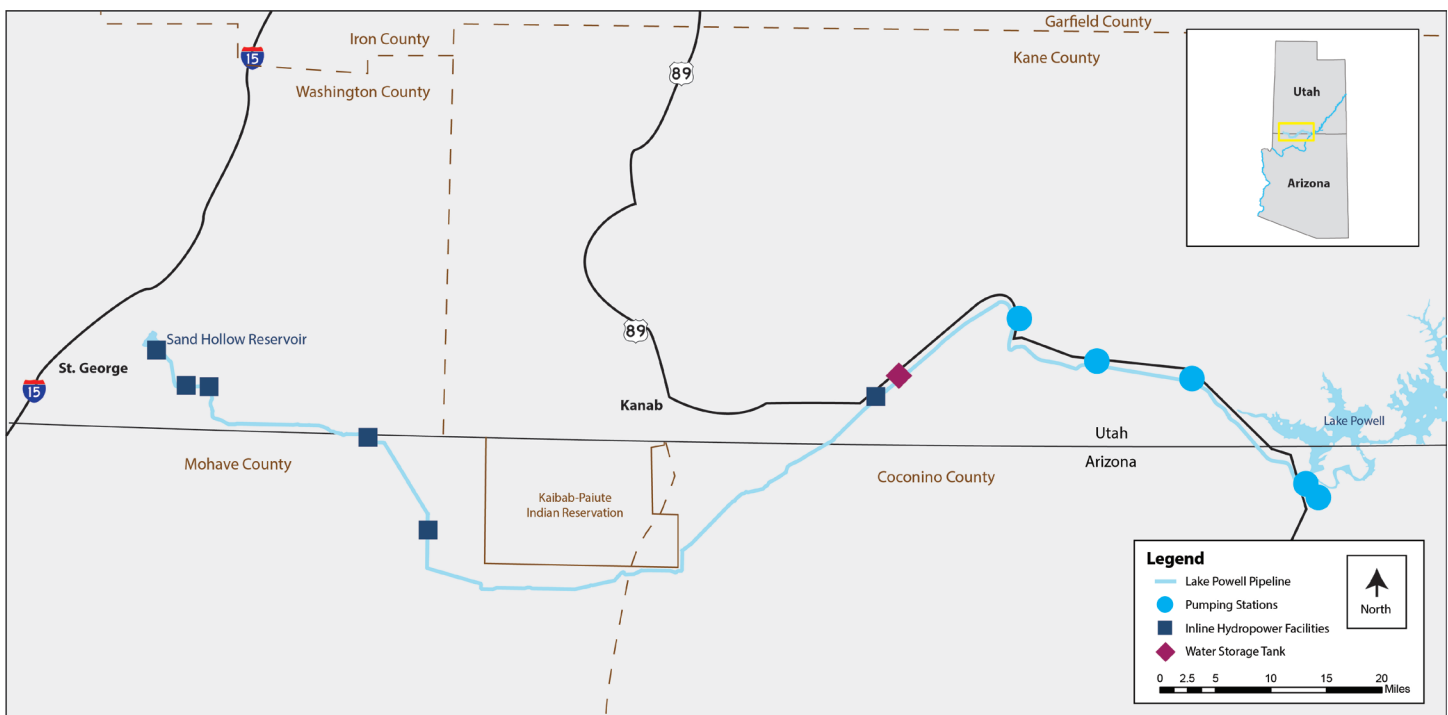 Garfield County
Iron County
Kane County
15
89
Washington County
Utah
Arizona
89
Sand Hollow Reservoir
St. George
15
Kanab
Lake Powell
Utah
Arizona
Mohave County
Coconino County
Kaibab-Paiute
Indian Reservation
Legend
Lake Powell Pipeline
Pumping Stations
Inline Hydropower Facilities
Water Storage Tank
North
0 2.5 5 10 15 20
Miles